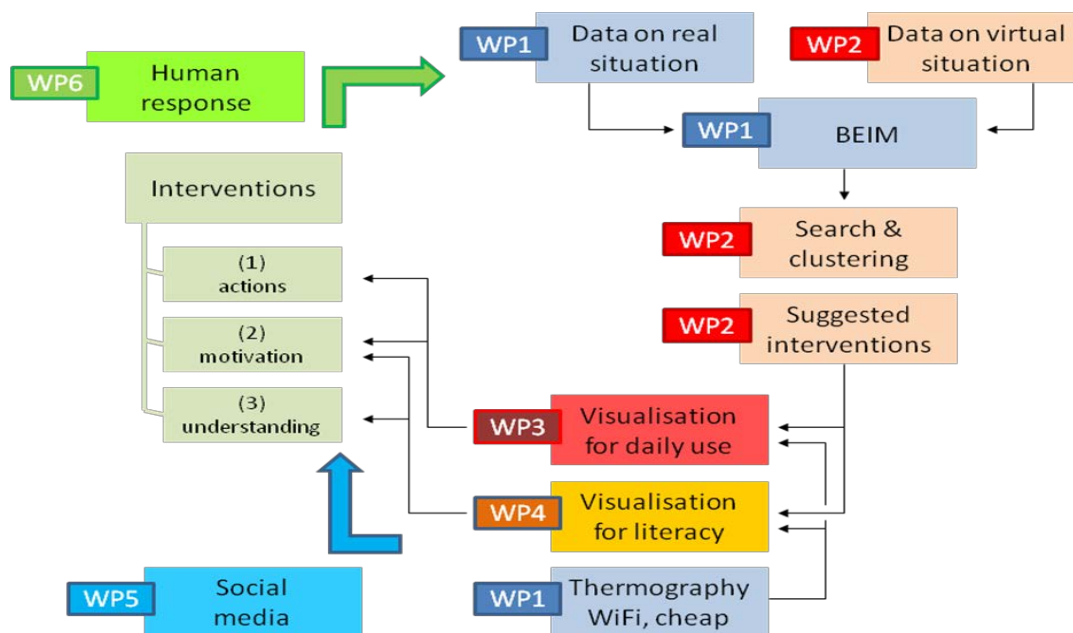 WP6
Human
response
WP1
Data on real
situation
WP2
Data on virtual
situation
WP1
BEIM
Interventions
(1)
actions
(2)
motivation
(3)
understanding
WP2
Search &
clustering
WP2
Suggested
interventions
WP3
Visualisation
for daily use
WP4
Visualisation
for literacy
WP5
Social
media
WP1
Thermography
WiFi, cheap